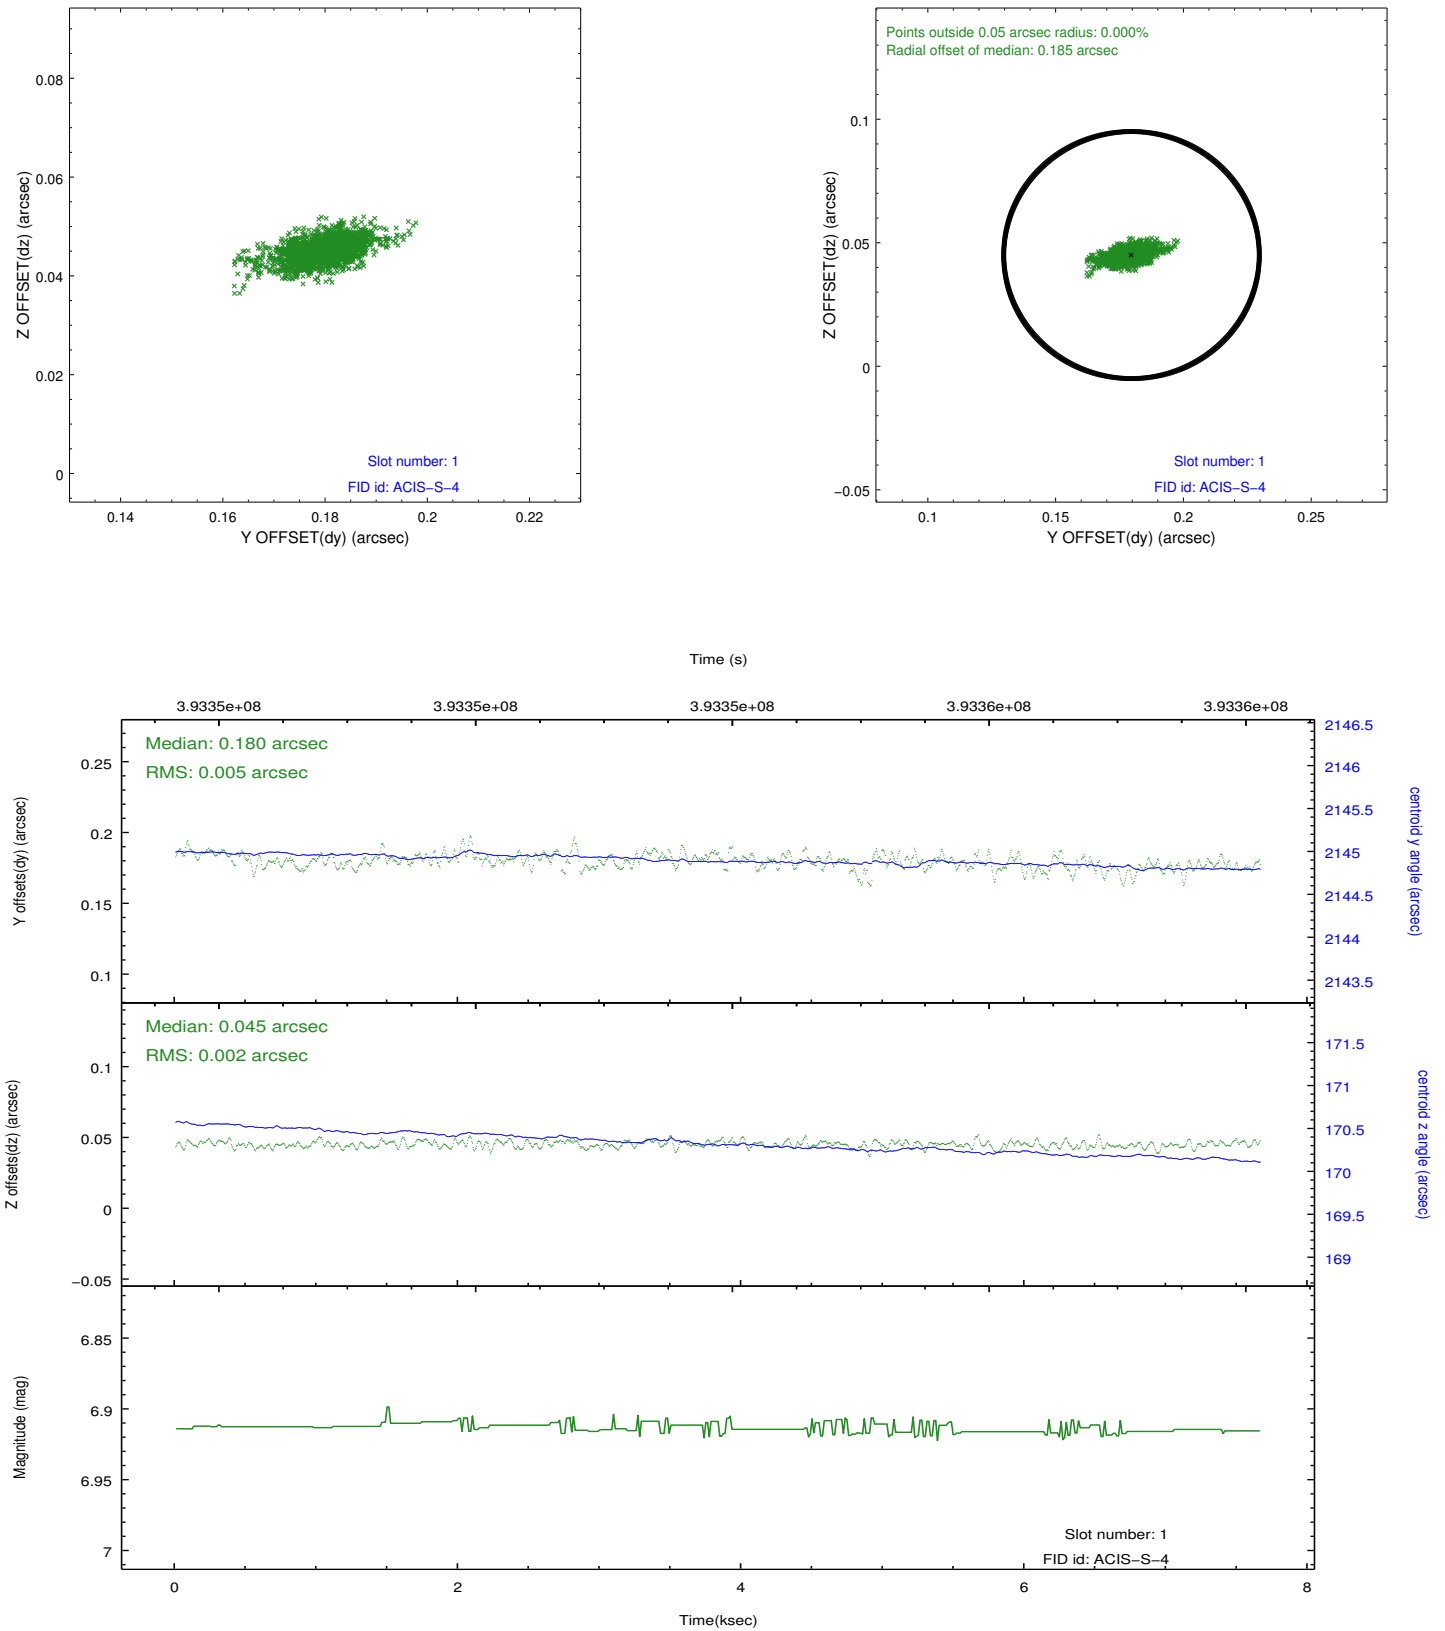 0.08
0.06
0.04
0.02
0
Z OFFSET(dz) (arcsec)
Slot number: 1
FID id: ACIS−S−4
0.14 0.16 0.18 0.2 0.22
Y OFFSET(dy) (arcsec)
Points outside 0.05 arcsec radius: 0.000%
Radial offset of median: 0.185 arcsec
0.1
0.05
0
−0.05
Z OFFSET(dz) (arcsec)
Slot number: 1
FID id: ACIS−S−4
0.1 0.15 0.2 0.25
Y OFFSET(dy) (arcsec)
Time (s)
3.9335e+08 3.9335e+08 3.9335e+08 3.9336e+08 3.9336e+08
Median: 0.180 arcsec
RMS: 0.005 arcsec
0.25
0.2
0.15
0.1
Y offsets(dy) (arcsec)
2146.5
2146
2145.5
2145
2144.5
2144
2143.5
centroid y angle (arcsec)
Median: 0.045 arcsec
RMS: 0.002 arcsec
0.1
0.05
0
−0.05
Z offsets(dz) (arcsec)
171.5
171
170.5
170
169.5
169
centroid z angle (arcsec)
6.85
6.9
6.95
7
Magnitude (mag)
Slot number: 1
FID id: ACIS−S−4
0 2 4 6 8
Time(ksec)